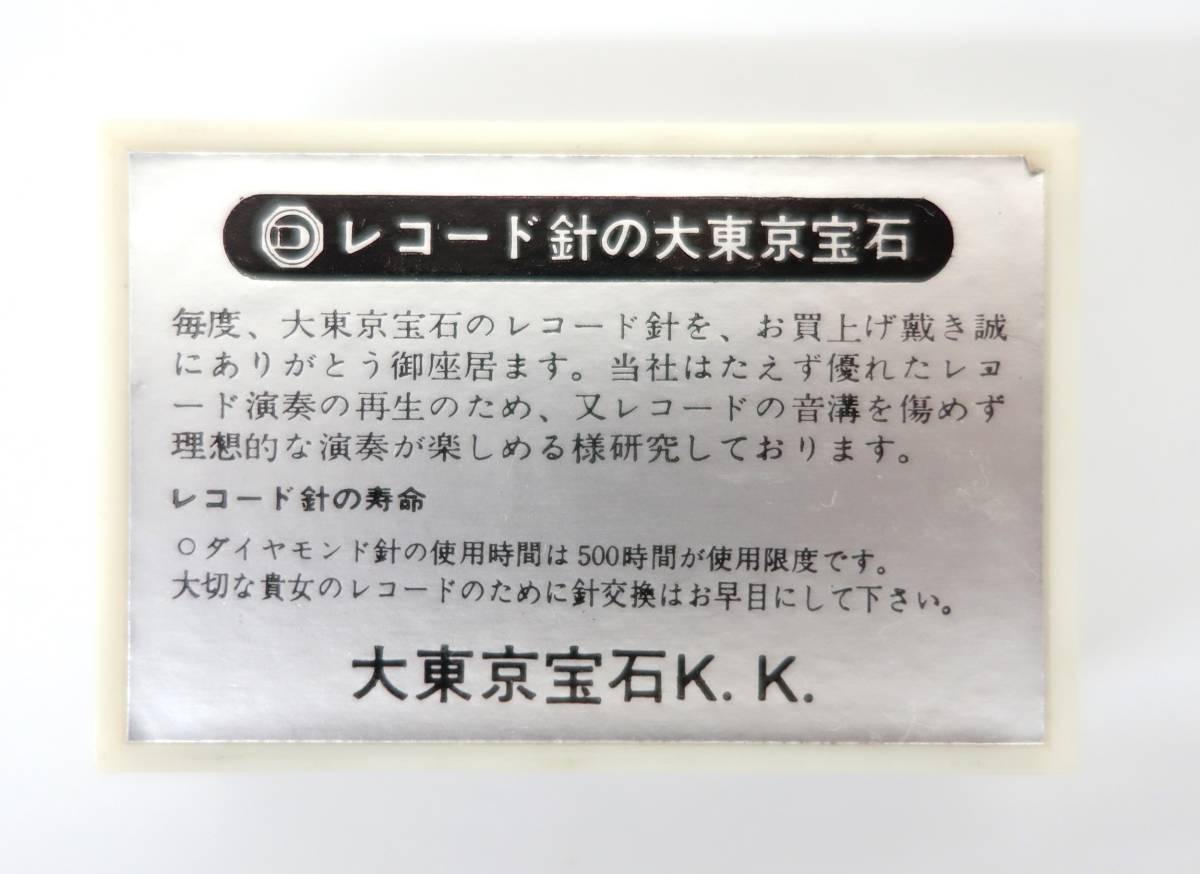 D レコード針の大東京宝石
毎度、大東京宝石のレコード針を、お買上げ戴き誠
にありがとう御座居ます。当社はたえず優れたレコ
ード演奏の再生のため、又レコードの音溝を傷めず
理想的な演奏が楽しめる様研究しております。
レコード針の寿命
○ダイヤモンド針の使用時間は500時間が使用限度です。
大切な貴女のレコードのために針交換はお早目にして下さい。
大東京宝石K. K.